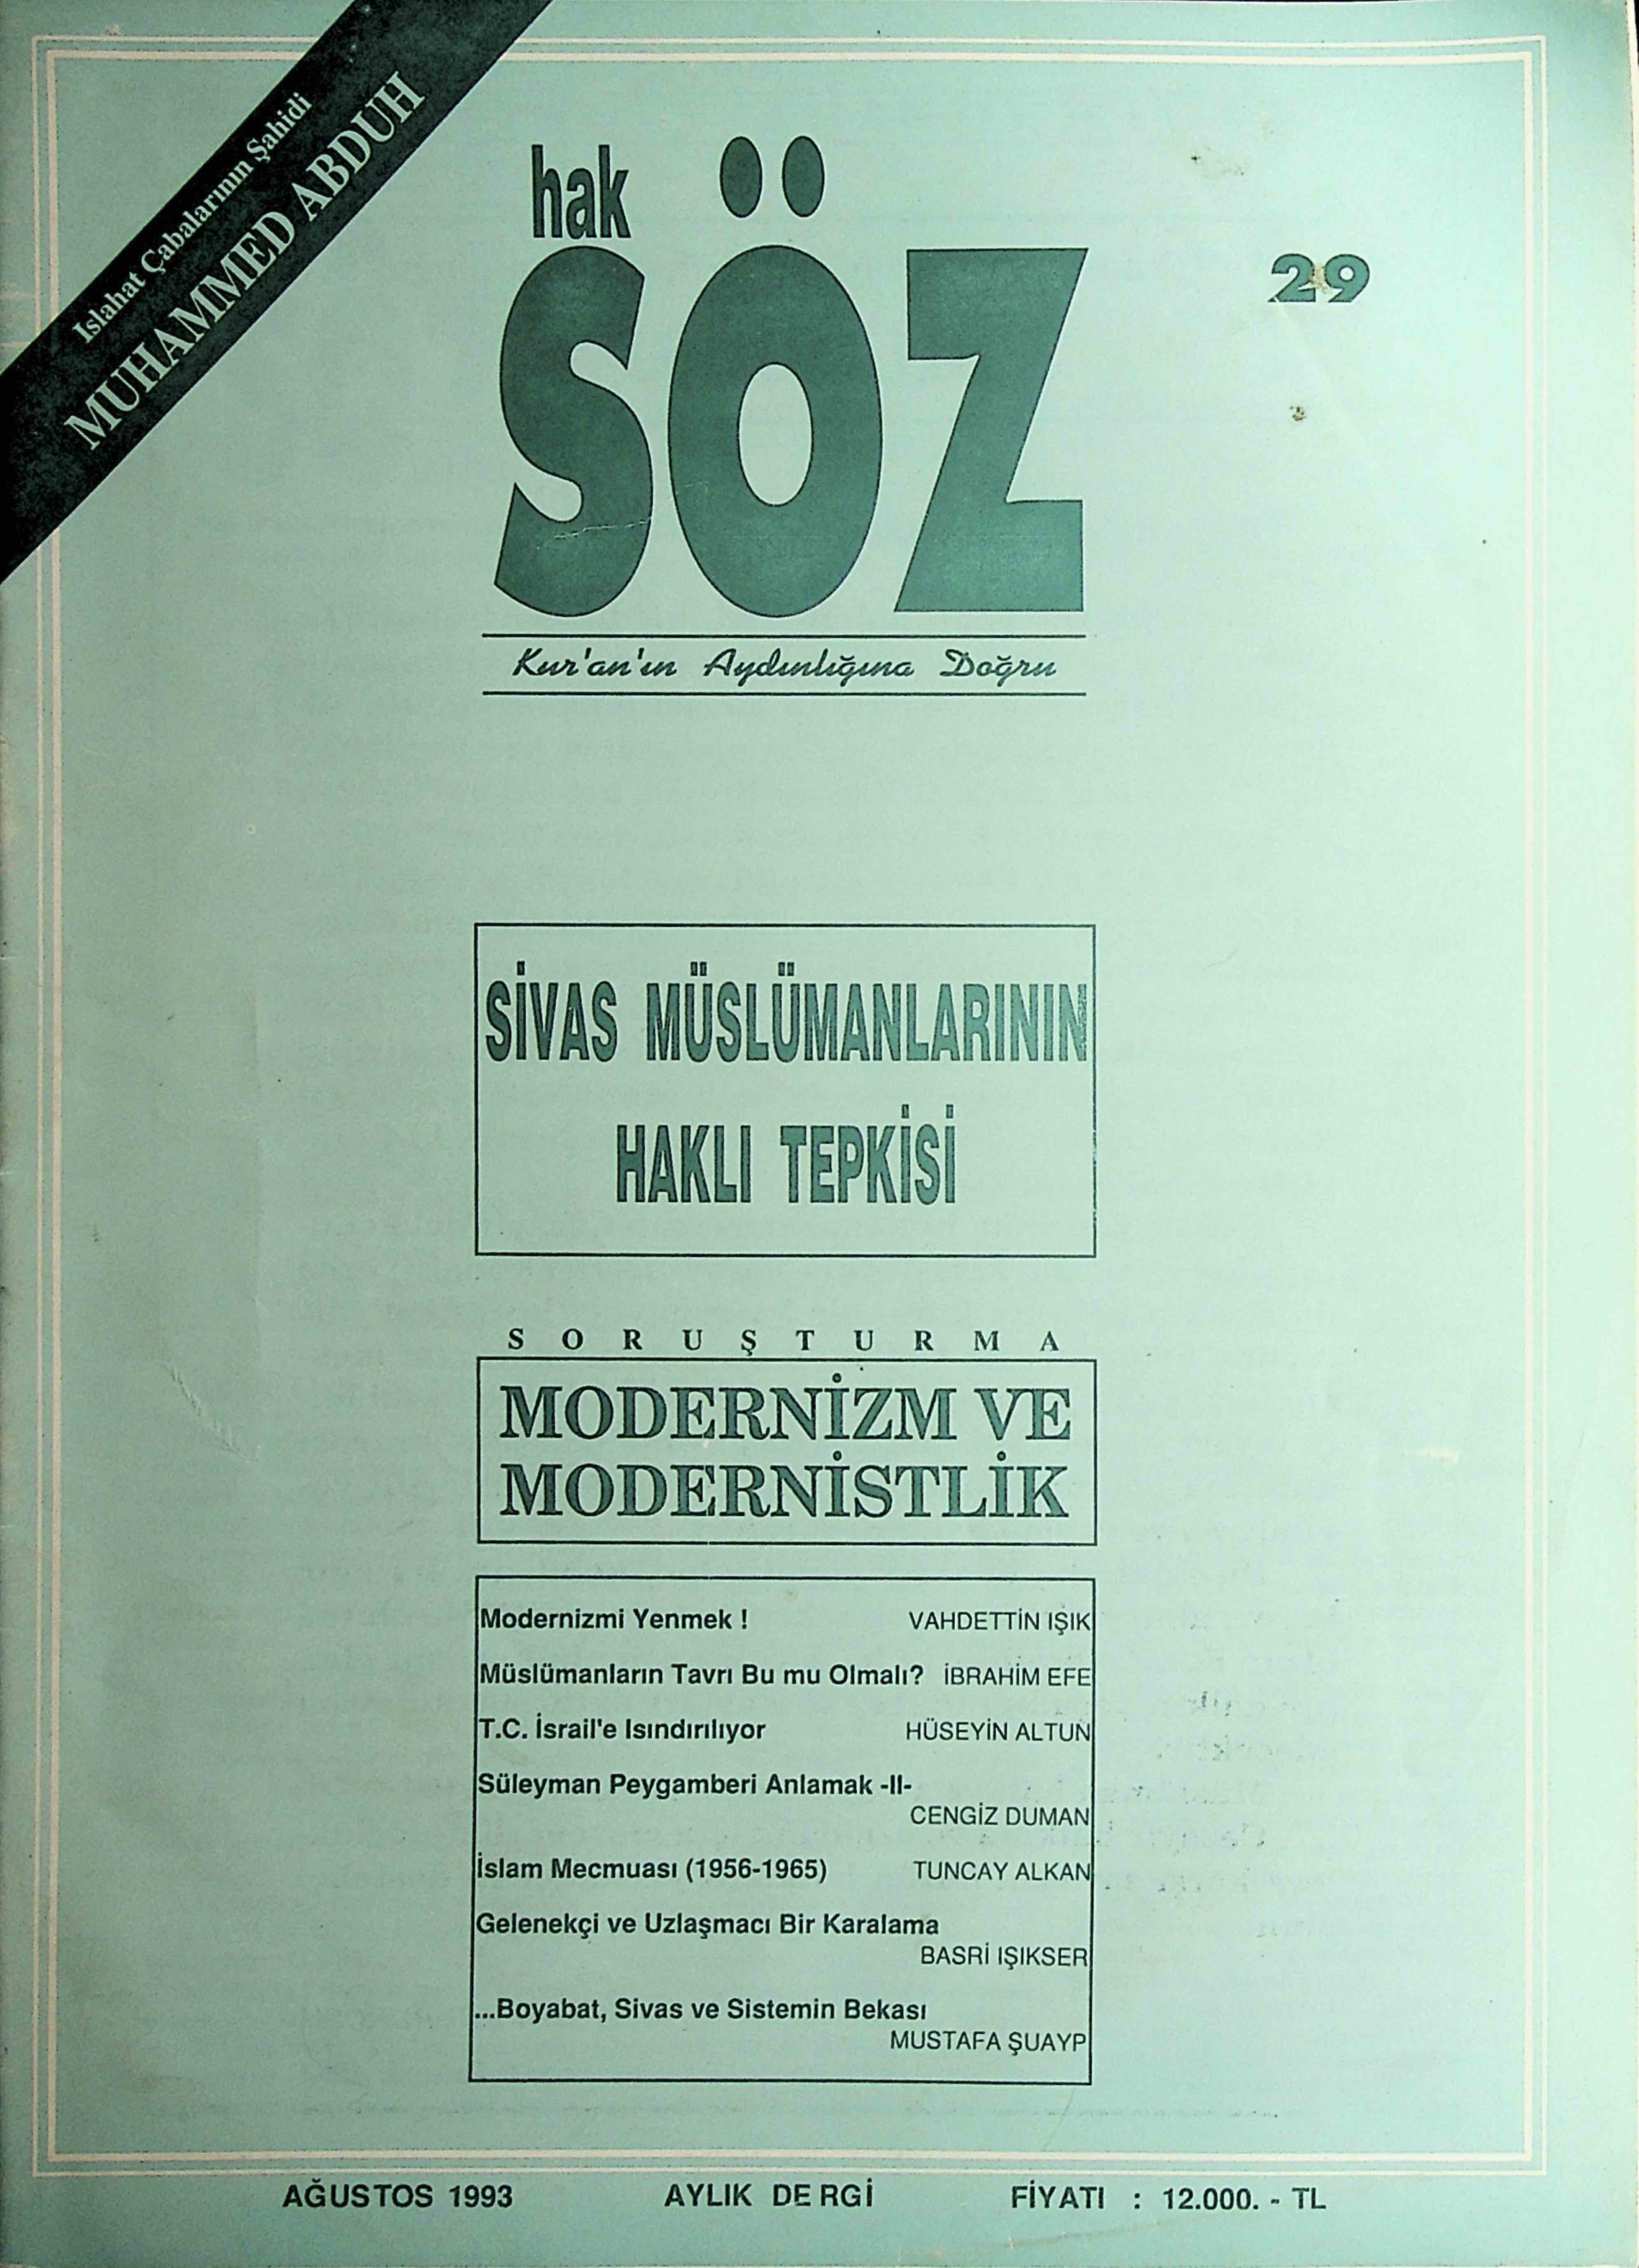 Islahat Çabalarının Şahidi
MUHAMMED ABDUH
hak
SÖZ
29
Kur'an'ın Aydınlığına Doğru
SİVAS MÜSLÜMANLARININ
HAKLI TEPKİSİ
SORUŞTURMA
MODERNİZM VE
MODERNİSTLİK
Modernizmi Yenmek ! VAHDETTİN IŞIK
Müslümanların Tavrı Bu mu Olmalı? İBRAHİM EFE
T.C. İsrail'e Isındırılıyor HÜSEYİN ALTUN
Süleyman Peygamberi Anlamak -II-
CENGİZ DUMAN
İslam Mecmuası (1956-1965) TUNCAY ALKAN
Gelenekçi ve Uzlaşmacı Bir Karalama
BASRİ IŞIKSER
...Boyabat, Sivas ve Sistemin Bekası
MUSTAFA ŞUAYP
AĞUSTOS 1993 AYLIK DERGİ FİYATI : 12.000. - TL